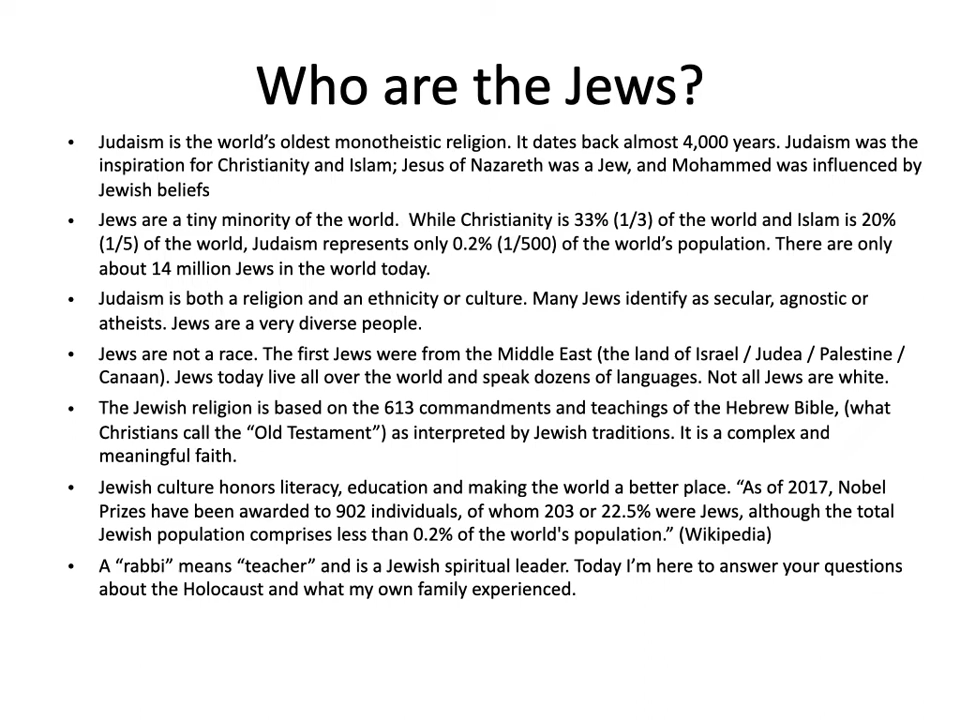 Who are the Jews?
• Judaism is the world’s oldest monotheistic religion. It dates back almost 4,000 years. Judaism was the
inspiration for Christianity and Islam; Jesus of Nazareth was a Jew, and Mohammed was influenced by
Jewish beliefs
• Jews are a tiny minority of the world.  While Christianity is 33% (1/3) of the world and Islam is 20%
(1/5) of the world, Judaism represents only 0.2% (1/500) of the world’s population. There are only
about 14 million Jews in the world today.
• Judaism is both a religion and an ethnicity or culture. Many Jews identify as secular, agnostic or
atheists. Jews are a very diverse people.
• Jews are not a race. The first Jews were from the Middle East (the land of Israel / Judea / Palestine /
Canaan). Jews today live all over the world and speak dozens of languages. Not all Jews are white.
• The Jewish religion is based on the 613 commandments and teachings of the Hebrew Bible, (what
Christians call the “Old Testament”) as interpreted by Jewish traditions. It is a complex and
meaningful faith.
• Jewish culture honors literacy, education and making the world a better place. “As of 2017, Nobel
Prizes have been awarded to 902 individuals, of whom 203 or 22.5% were Jews, although the total
Jewish population comprises less than 0.2% of the world's population.” (Wikipedia)
• A “rabbi” means “teacher” and is a Jewish spiritual leader. Today I’m here to answer your questions
about the Holocaust and what my own family experienced.